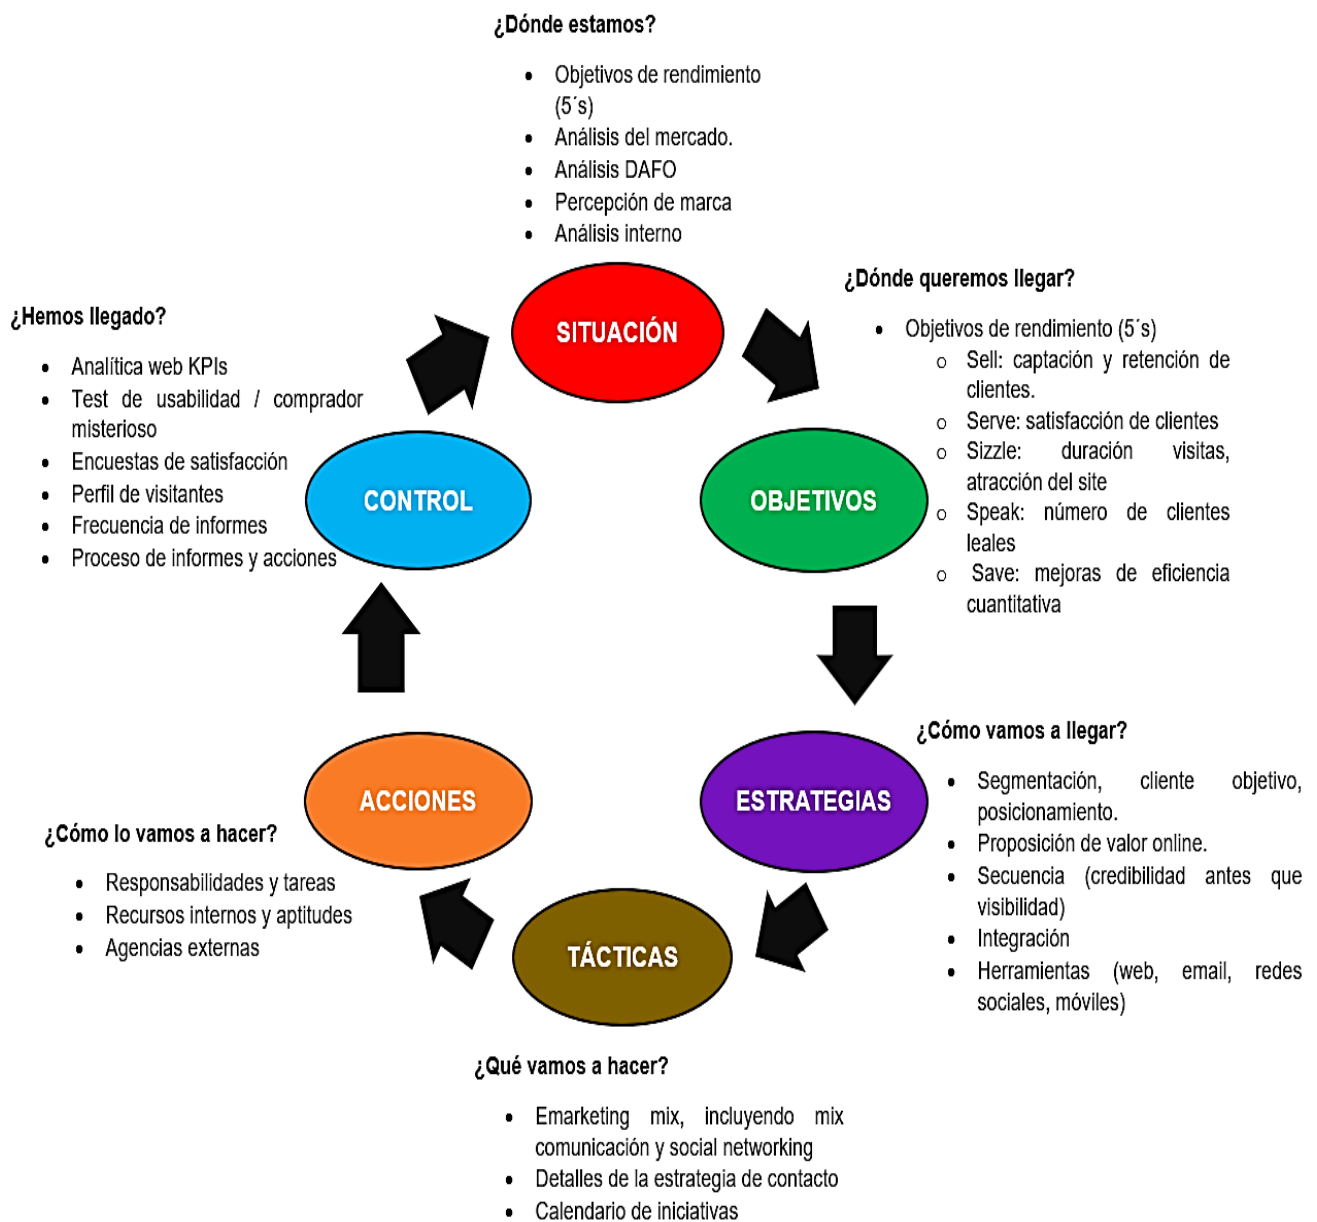 ¿Dónde estamos?
• Objetivos de rendimiento
(5´s)
• Análisis del mercado.
• Análisis DAFO
• Percepción de marca
• Análisis interno
SITUACIÓN
¿Dónde queremos llegar?
• Objetivos de rendimiento (5´s)
o Sell: captación y retención de
clientes.
o Serve: satisfacción de clientes
o Sizzle: duración visitas,
atracción del site
o Speak: número de clientes
leales
o Save: mejoras de eficiencia
cuantitativa
OBJETIVOS
¿Cómo vamos a llegar?
• Segmentación, cliente objetivo,
posicionamiento.
• Proposición de valor online.
• Secuencia (credibilidad antes que
visibilidad)
• Integración
• Herramientas (web, email, redes
sociales, móviles)
ESTRATEGIAS
TÁCTICAS
¿Qué vamos a hacer?
• Emarketing mix, incluyendo mix
comunicación y social networking
• Detalles de la estrategia de contacto
• Calendario de iniciativas
ACCIONES
¿Cómo lo vamos a hacer?
• Responsabilidades y tareas
• Recursos internos y aptitudes
• Agencias externas
¿Hemos llegado?
• Analítica web KPIs
• Test de usabilidad / comprador
misterioso
• Encuestas de satisfacción
• Perfil de visitantes
• Frecuencia de informes
• Proceso de informes y acciones
CONTROL